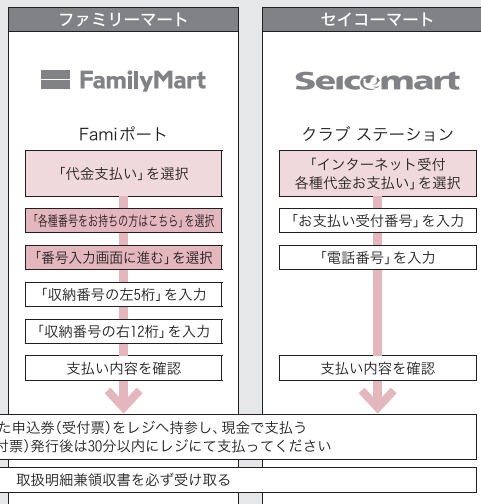 ファミリーマート
FamilyMart
Famiポート
「代金支払い」を選択
「各種番号をお持ちの方はこちら」を選択
「番号入力画面に進む」を選択
「収納番号の左5桁」を入力
「収納番号の右12桁」を入力
支払い内容を確認
セイコーマート
Seicomart
クラブ ステーション
「インターネット受付
各種代金お支払い」を選択
「お支払い受付番号」を入力
「電話番号」を入力
支払い内容を確認
た申込券(受付票)をレジへ持参し、現金で支払う
付票)発行後は30分以内にレジにて支払ってください
取扱明細兼領収書を必ず受け取る